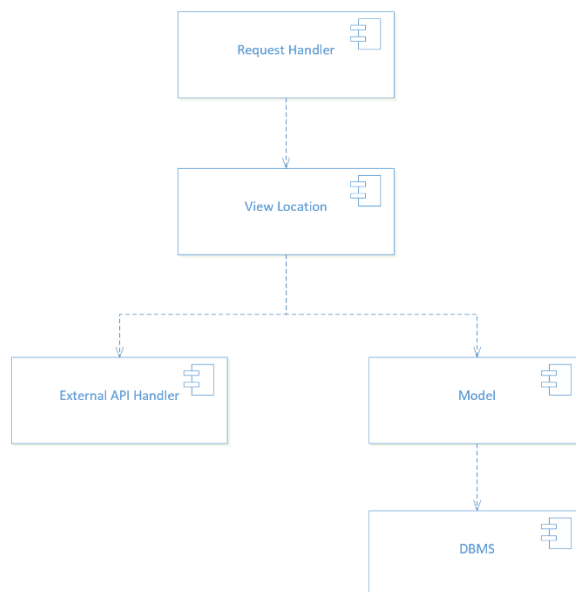 Request Handler
View Location
External API Handler
Model
DBMS